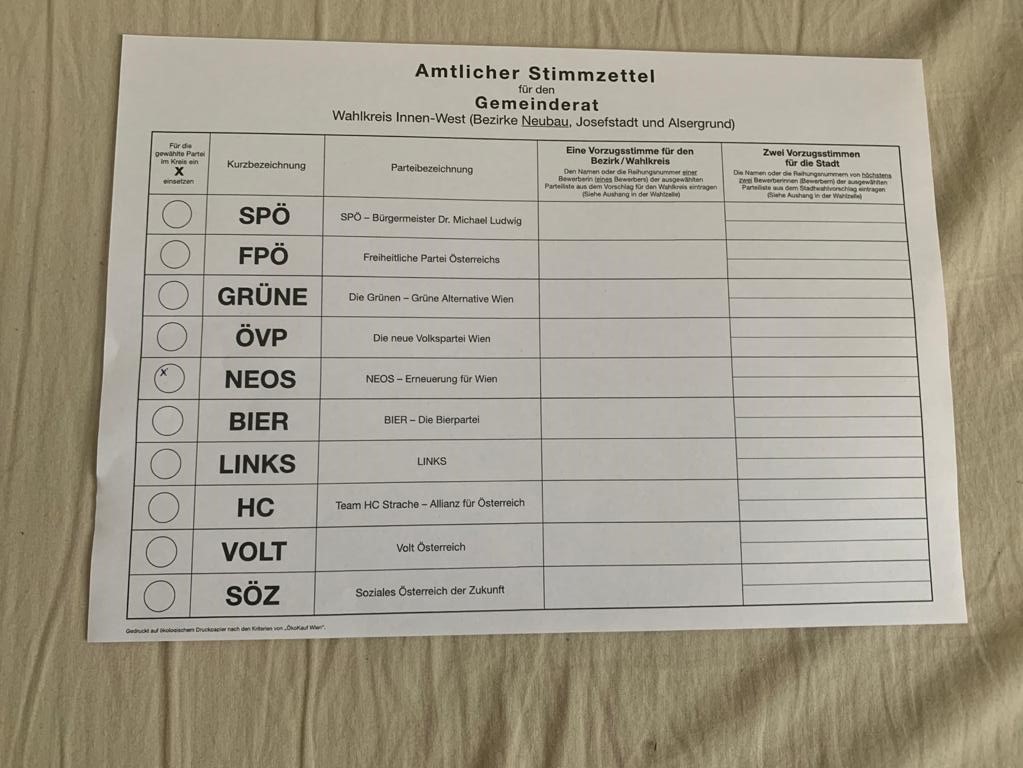 Amtlicher Stimmzettel
für den
Gemeinderat
Wahlkreis Innen-West (Bezirke Neubau, Josefstadt und Alsergrund)
Für die
gewählte Partei
im Kreis ein
X
einsetzen
Kurzbezeichnung
Parteibezeichnung
Eine Vorzugsstimme für den
Bezirk/Wahlkreis
Den Namen oder die Reihungsnummer einer
Bewerberin (eines Bewerbers) der ausgewählten
Parteiliste aus dem Vorschlag für den Wahlkreis eintragen
(Siehe Aushang in der Wahlzelle)
Zwei Vorzugsstimmen
für die Stadt
Die Namen oder die Reihungsnummern von höchstens
zwei Bewerberinnen (Bewerbern) der ausgewählten
Parteiliste aus dem Stadtwahlvorschlag eintragen
(Siehe Aushang in der Wahlzelle)
SPÖ SPÖ – Bürgermeister Dr. Michael Ludwig
FPÖ Freiheitliche Partei Österreichs
GRÜNE Die Grünen – Grüne Alternative Wien
ÖVP Die neue Volkspartei Wien
x NEOS NEOS – Erneuerung für Wien
BIER BIER – Die Bierpartei
LINKS LINKS
HC Team HC Strache – Allianz für Österreich
VOLT Volt Österreich
SÖZ Soziales Österreich der Zukunft
Gedruckt auf ökologischem Druckpapier nach den Kriterien von „ÖkoKauf Wien".